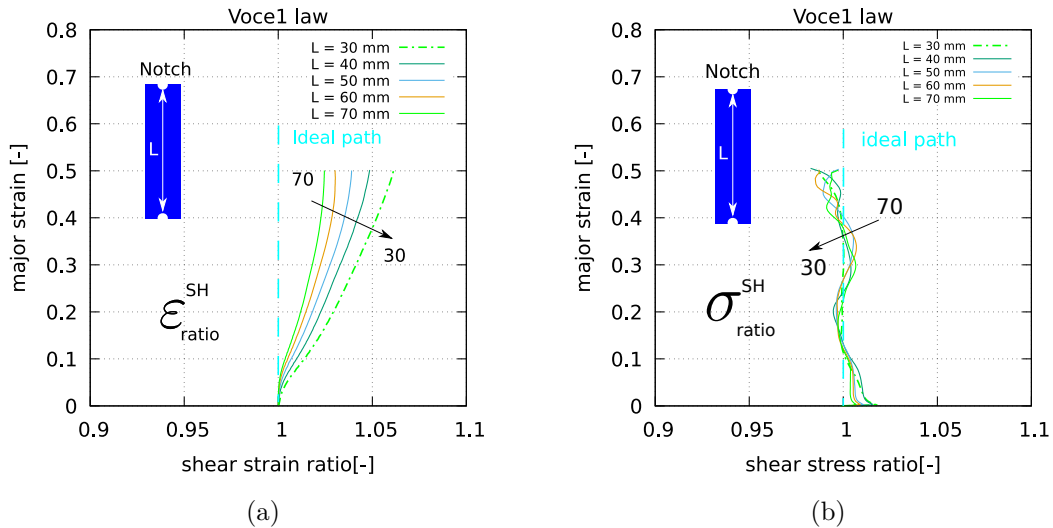 Voce1 law
0.8
0.7
0.6
0.5
0.4
0.3
0.2
0.1
0
0.9
0.95
1
1.05
1.1
major strain [-]
shear strain ratio[-]
L = 30 mm
L = 40 mm
L = 50 mm
L = 60 mm
L = 70 mm
Notch
L
Ideal path
70
30
ε SH ratio
(a)
Voce1 law
0.8
0.7
0.6
0.5
0.4
0.3
0.2
0.1
0
0.9
0.95
1
1.05
1.1
major strain [-]
shear stress ratio[-]
L = 30 mm
L = 40 mm
L = 50 mm
L = 60 mm
L = 70 mm
Notch
L
ideal path
70
30
σ SH ratio
(b)